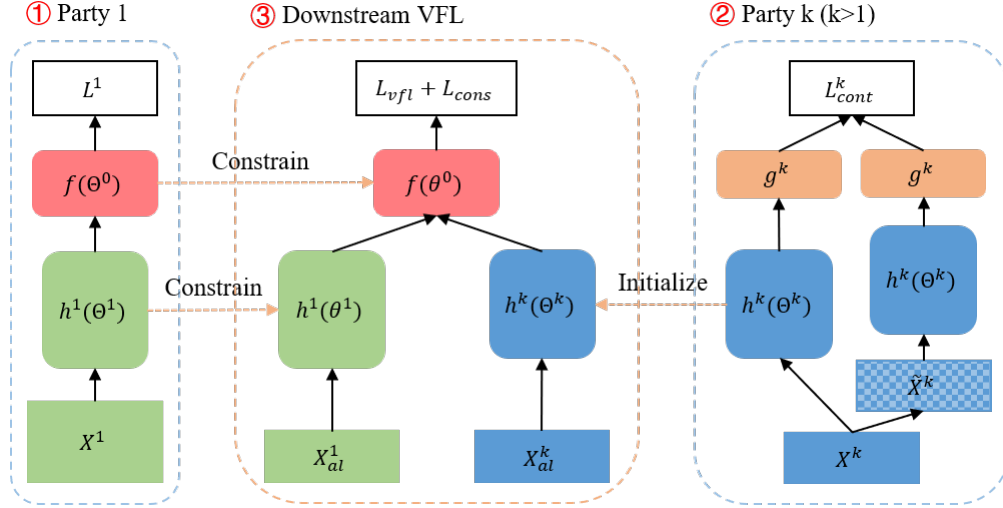 ① Party 1
L¹
f(Θ⁰)
h¹(Θ¹)
X¹
③ Downstream VFL
L_vfl + L_cons
Constrain
f(θ⁰)
Constrain
h¹(θ¹)
h^k(Θ^k)
Initialize
X¹_al
X^k_al
② Party k (k>1)
L^k_cont
g^k
g^k
h^k(Θ^k)
h^k(Θ^k)
X̃^k
X^k